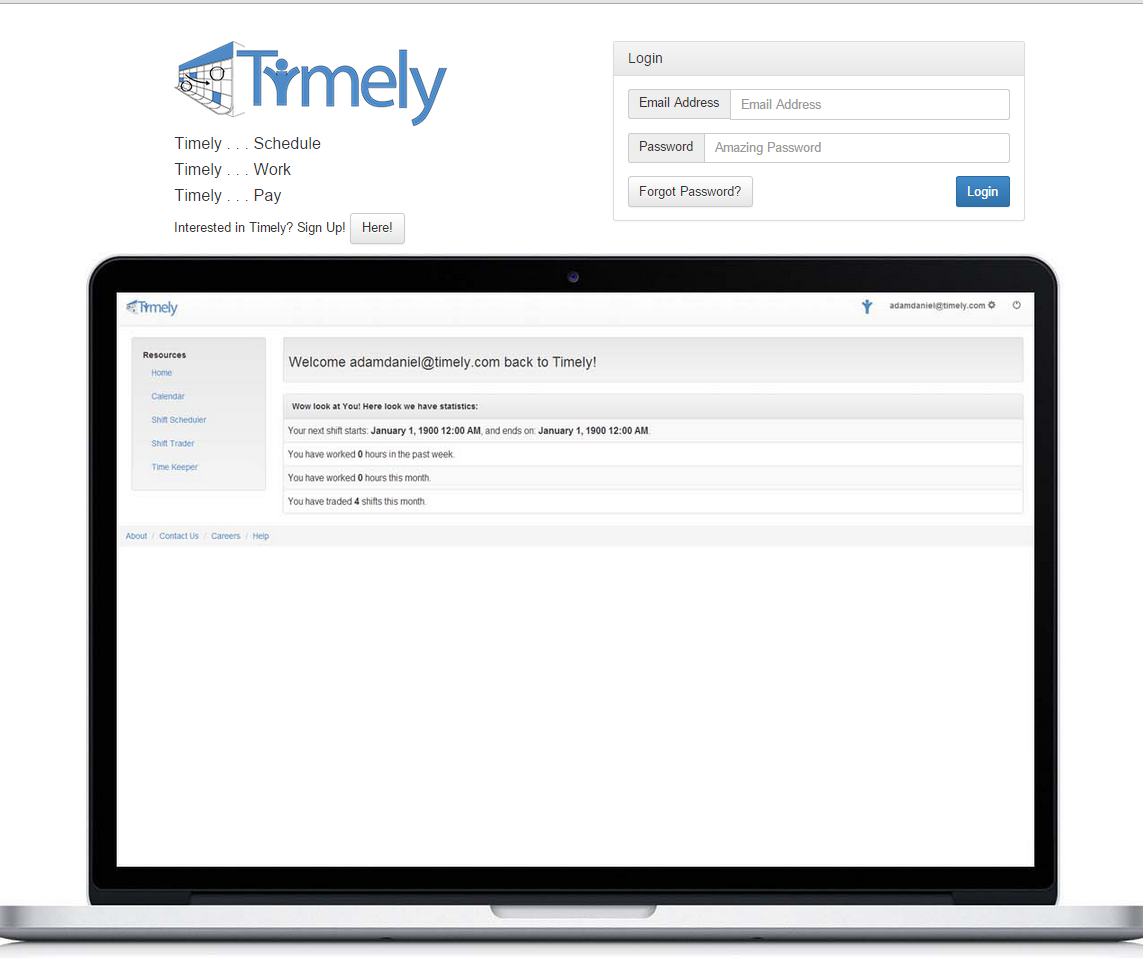 Timely
Timely . . . Schedule
Timely . . . Work
Timely . . . Pay
Interested in Timely? Sign Up! Here!
Login
Email Address Email Address
Password Amazing Password
Forgot Password? Login
Timely adamdaniel@timely.com
Resources
Home
Calendar
Shift Scheduler
Shift Trader
Time Keeper
Welcome adamdaniel@timely.com back to Timely!
Wow look at You! Here look we have statistics:
Your next shift starts: January 1, 1900 12:00 AM, and ends on: January 1, 1900 12:00 AM.
You have worked 0 hours in the past week.
You have worked 0 hours this month.
You have traded 4 shifts this month.
About / Contact Us / Careers / Help